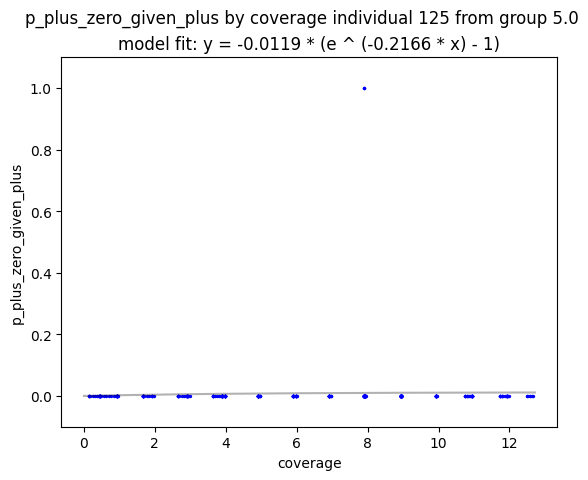 p_plus_zero_given_plus by coverage individual 125 from group 5.0
model fit: y = -0.0119 * (e ^ (-0.2166 * x) - 1)
1.0
0.8
0.6
0.4
0.2
0.0
p_plus_zero_given_plus
0 2 4 6 8 10 12
coverage